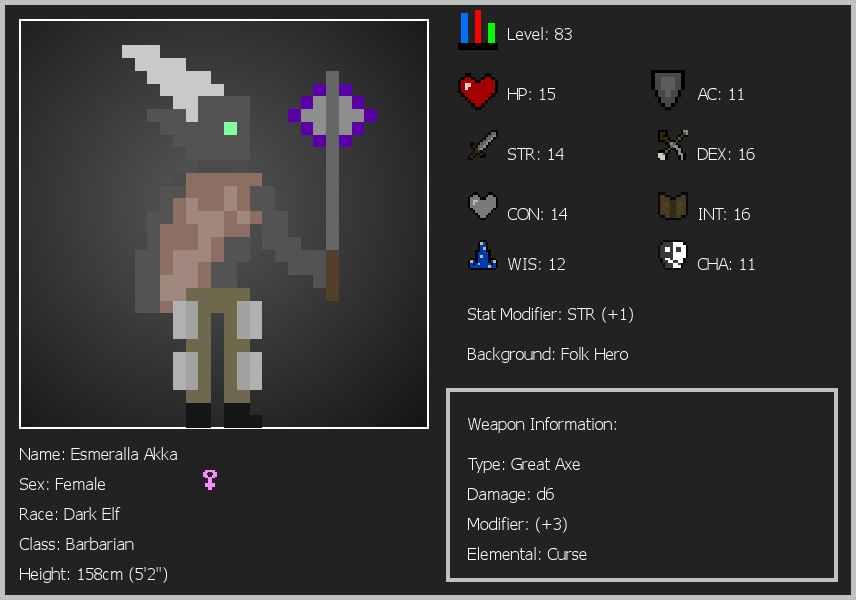 Level: 83
HP: 15
AC: 11
STR: 14
DEX: 16
CON: 14
INT: 16
WIS: 12
CHA: 11
Stat Modifier: STR (+1)
Background: Folk Hero
Weapon Information:
Type: Great Axe
Damage: d6
Modifier: (+3)
Elemental: Curse
Name: Esmeralla Akka
Sex: Female
Race: Dark Elf
Class: Barbarian
Height: 158cm (5'2")